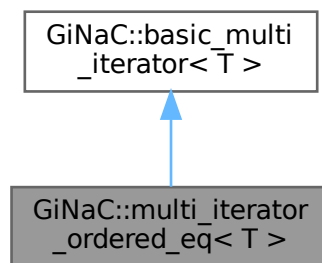 GiNaC::basic_multi
_iterator< T >
GiNaC::multi_iterator
_ordered_eq< T >